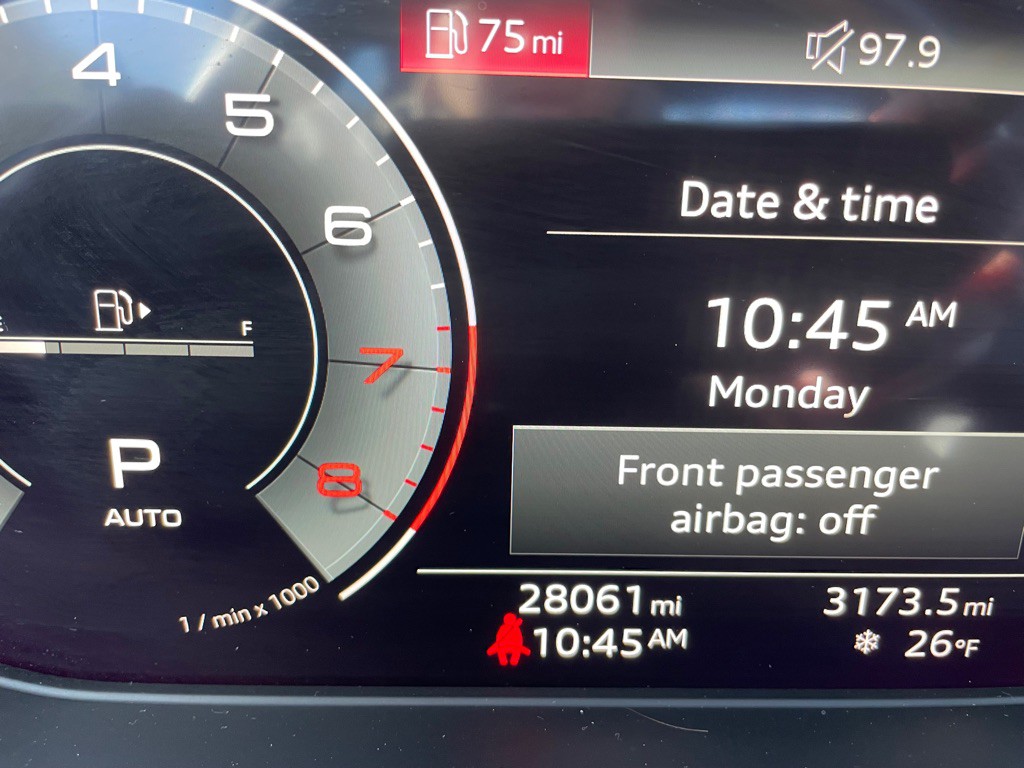 75 mi
97.9
4
5
6
7
8
Date & time
10:45 AM
Monday
F
P
AUTO
Front passenger
airbag: off
1 / min x 1000
28061 mi
3173.5 mi
10:45 AM
26°F